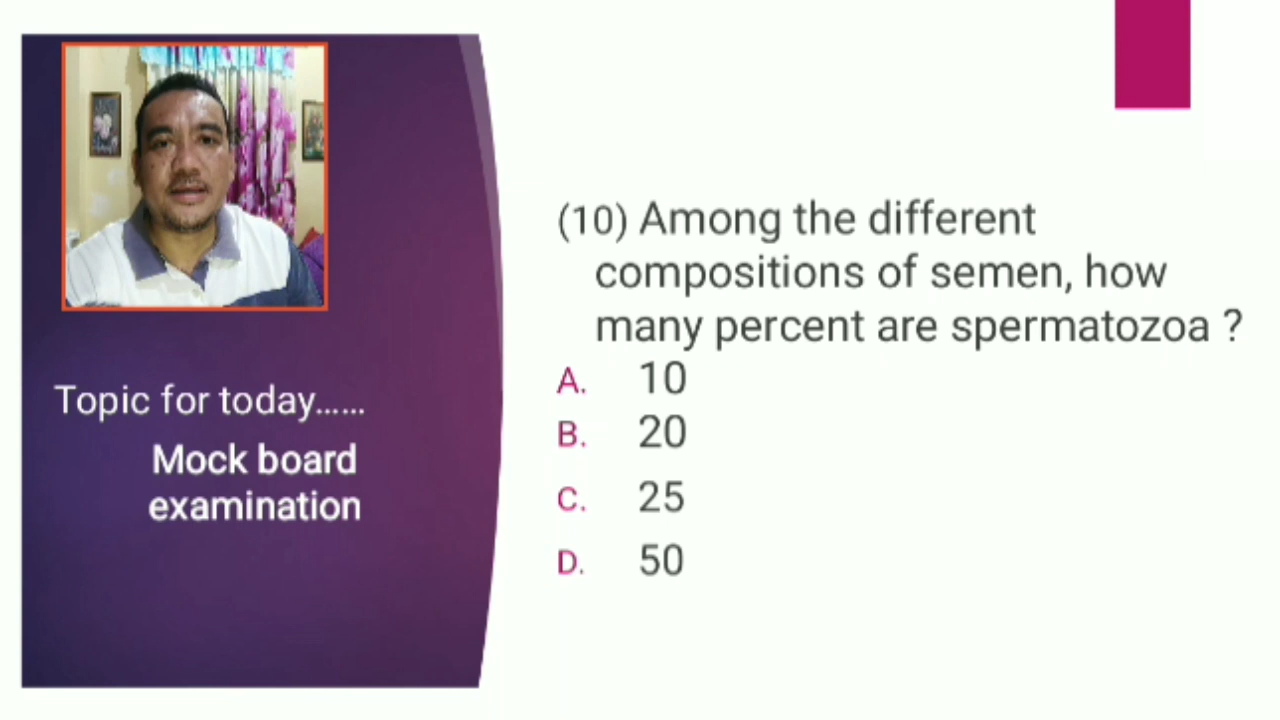 Topic for today......
Mock board
examination
(10) Among the different
compositions of semen, how
many percent are spermatozoa ?
A. 10
B. 20
C. 25
D. 50